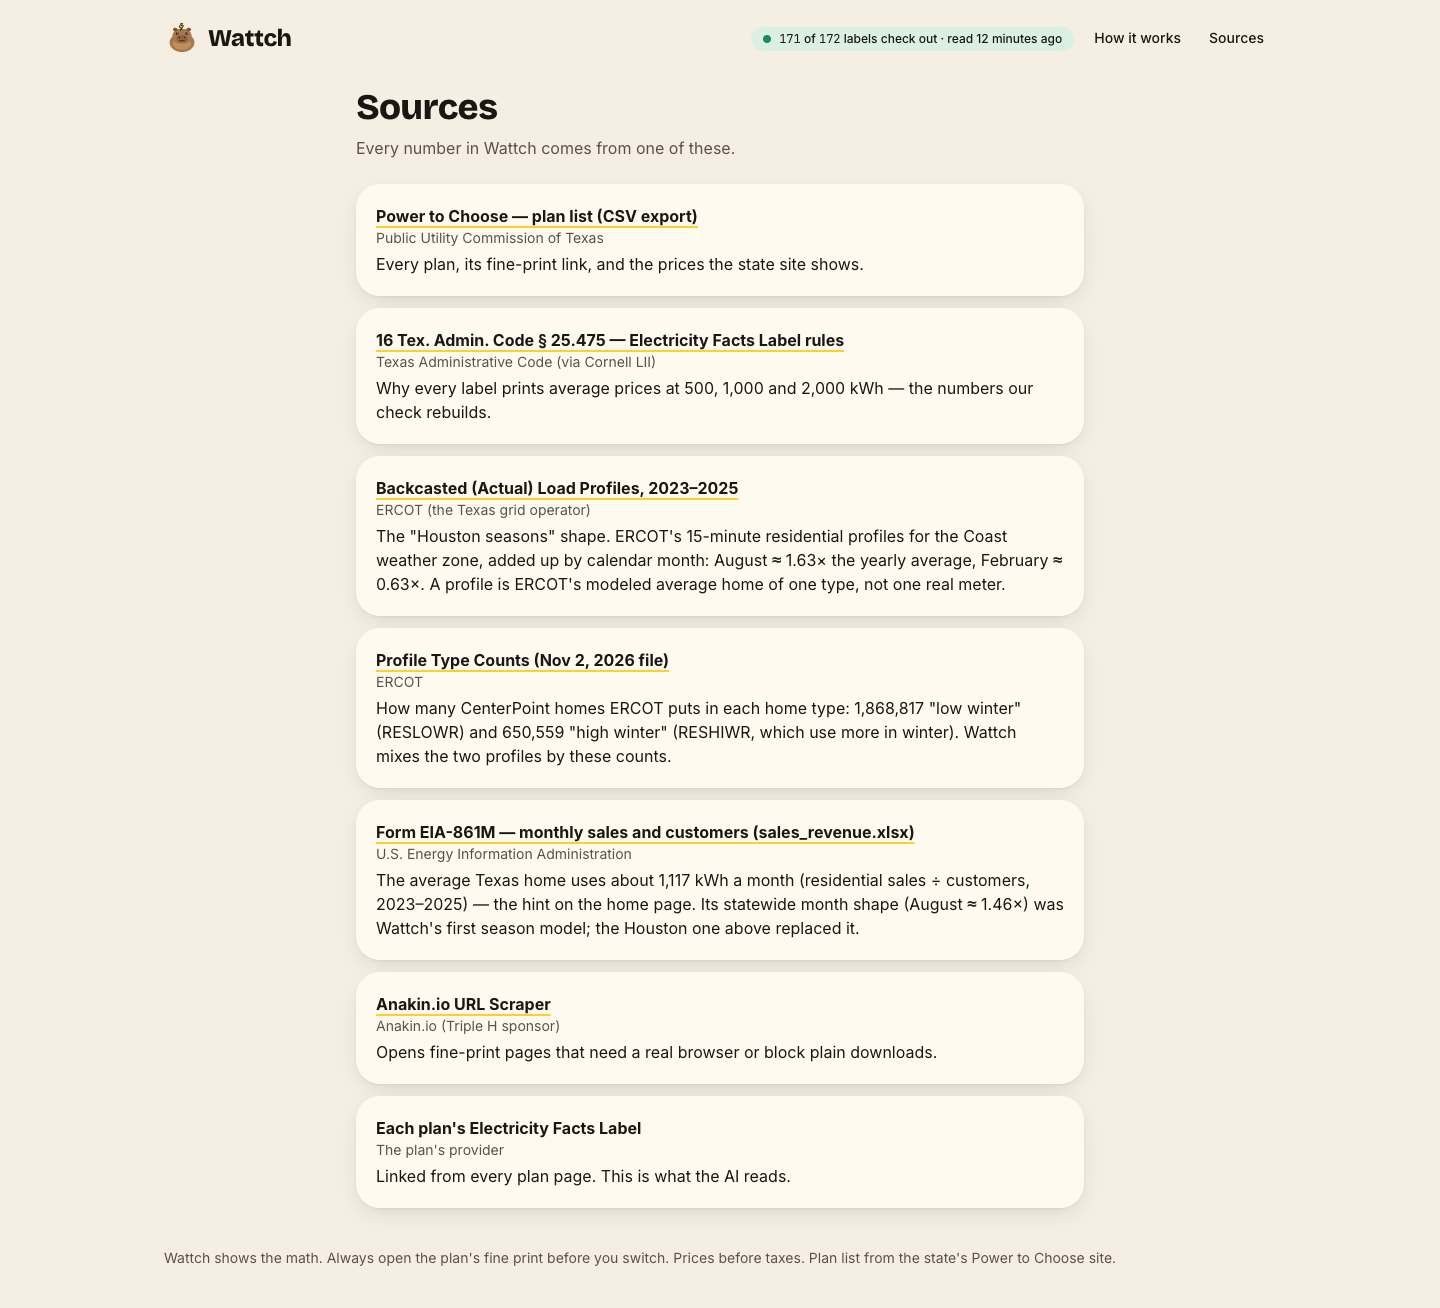 Wattch
171 of 172 labels check out · read 12 minutes ago
How it works
Sources
Sources
Every number in Wattch comes from one of these.
Power to Choose — plan list (CSV export)
Public Utility Commission of Texas
Every plan, its fine-print link, and the prices the state site shows.
16 Tex. Admin. Code § 25.475 — Electricity Facts Label rules
Texas Administrative Code (via Cornell LII)
Why every label prints average prices at 500, 1,000 and 2,000 kWh — the numbers our
check rebuilds.
Backcasted (Actual) Load Profiles, 2023–2025
ERCOT (the Texas grid operator)
The "Houston seasons" shape. ERCOT's 15-minute residential profiles for the Coast
weather zone, added up by calendar month: August ≈ 1.63× the yearly average, February ≈
0.63×. A profile is ERCOT's modeled average home of one type, not one real meter.
Profile Type Counts (Nov 2, 2026 file)
ERCOT
How many CenterPoint homes ERCOT puts in each home type: 1,868,817 "low winter"
(RESLOWR) and 650,559 "high winter" (RESHIWR, which use more in winter). Wattch
mixes the two profiles by these counts.
Form EIA-861M — monthly sales and customers (sales_revenue.xlsx)
U.S. Energy Information Administration
The average Texas home uses about 1,117 kWh a month (residential sales ÷ customers,
2023–2025) — the hint on the home page. Its statewide month shape (August ≈ 1.46×) was
Wattch's first season model; the Houston one above replaced it.
Anakin.io URL Scraper
Anakin.io (Triple H sponsor)
Opens fine-print pages that need a real browser or block plain downloads.
Each plan's Electricity Facts Label
The plan's provider
Linked from every plan page. This is what the AI reads.
Wattch shows the math. Always open the plan's fine print before you switch. Prices before taxes. Plan list from the state's Power to Choose site.